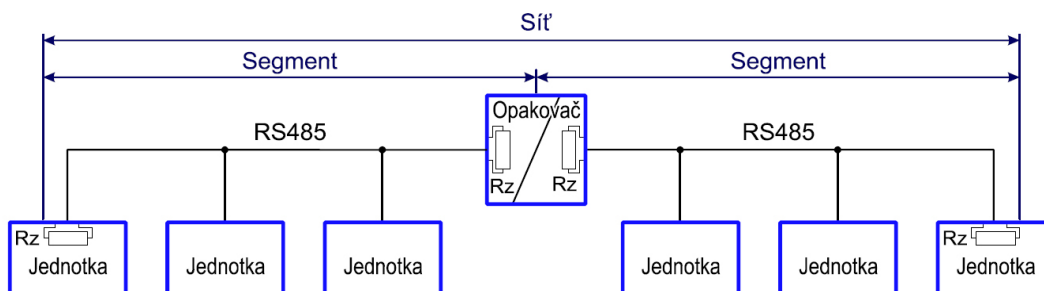 Síť
Segment
Segment
Opakovač
RS485
RS485
Rz
Rz
Rz
Rz
Jednotka
Jednotka
Jednotka
Jednotka
Jednotka
Jednotka